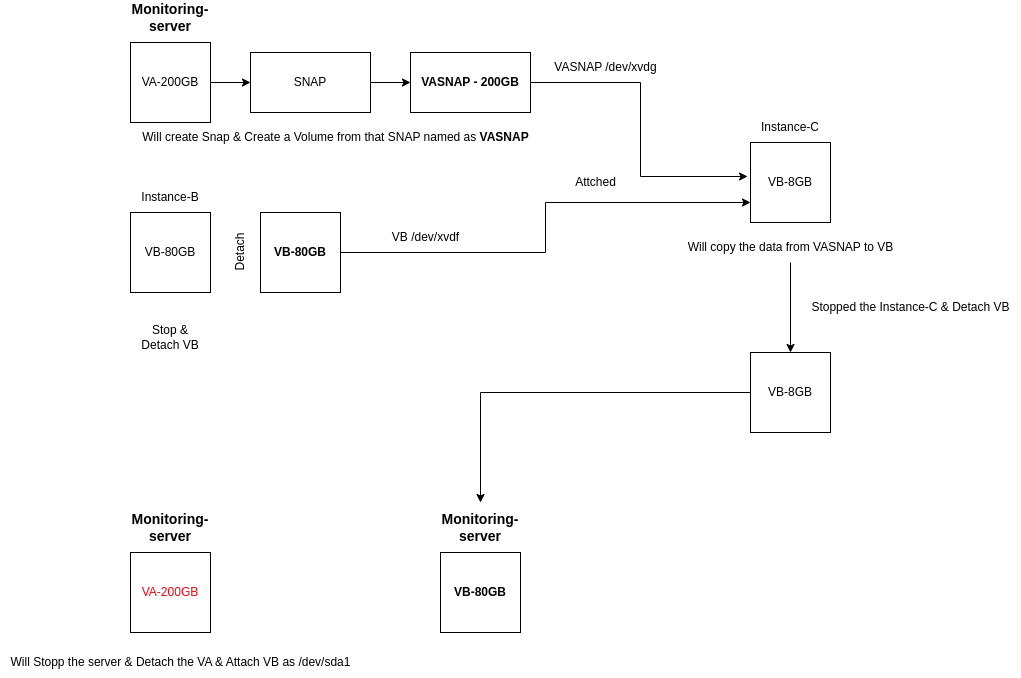 Monitoring-
server
VA-200GB
SNAP
VASNAP - 200GB
VASNAP /dev/xvdg
Will create Snap & Create a Volume from that SNAP named as VASNAP
Instance-C
VB-8GB
Attched
Instance-B
VB-80GB
Detach
VB-80GB
VB /dev/xvdf
Will copy the data from VASNAP to VB
Stopped the Instance-C & Detach VB
Stop &
Detach VB
VB-8GB
Monitoring-
server
VA-200GB
Monitoring-
server
VB-80GB
Will Stopp the server & Detach the VA & Attach VB as /dev/sda1